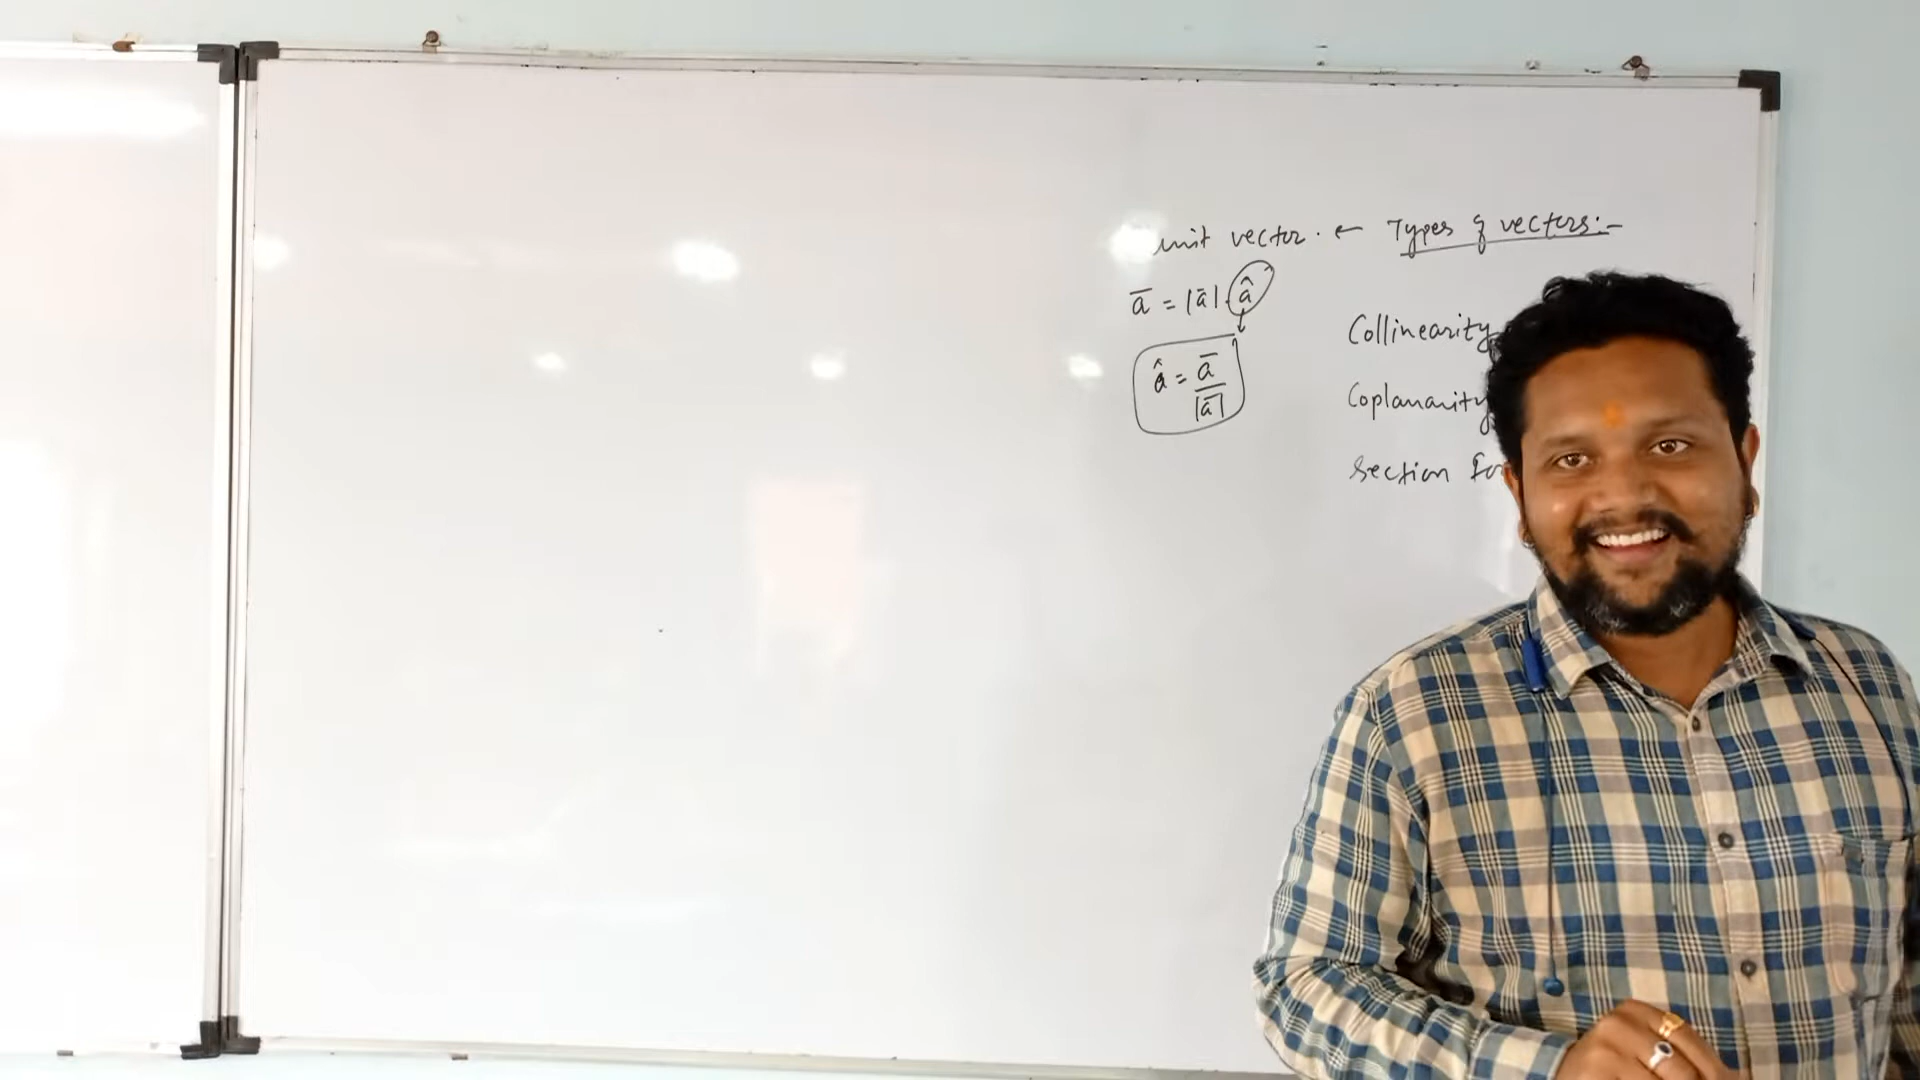 unit vector. ← Types of vectors:-
a̅ = |a̅|. â
â = a̅/|a̅|
Collinearity
Coplanarity
Section